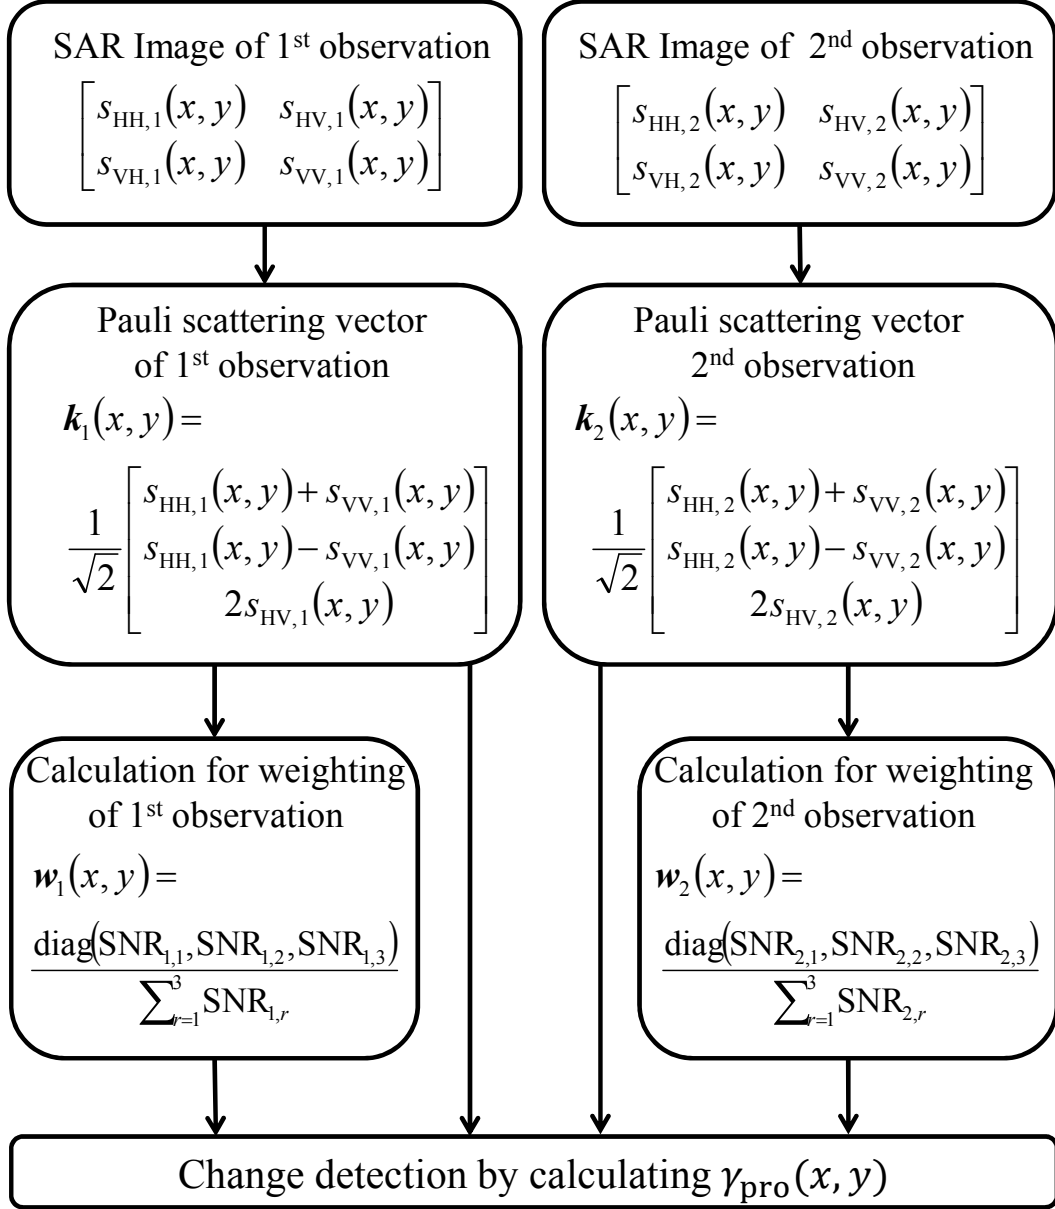 SAR Image of 1st observation
[s_HH,1(x, y) s_HV,1(x, y)]
[s_VH,1(x, y) s_VV,1(x, y)]
SAR Image of 2nd observation
[s_HH,2(x, y) s_HV,2(x, y)]
[s_VH,2(x, y) s_VV,2(x, y)]
Pauli scattering vector
of 1st observation
k_1(x, y) =
1/√2 [s_HH,1(x, y) + s_VV,1(x, y)]
[s_HH,1(x, y) − s_VV,1(x, y)]
[2s_HV,1(x, y)]
Pauli scattering vector
2nd observation
k_2(x, y) =
1/√2 [s_HH,2(x, y) + s_VV,2(x, y)]
[s_HH,2(x, y) − s_VV,2(x, y)]
[2s_HV,2(x, y)]
Calculation for weighting
of 1st observation
w_1(x, y) =
diag(SNR_1,1, SNR_1,2, SNR_1,3)
∑_{r=1}^{3} SNR_1,r
Calculation for weighting
of 2nd observation
w_2(x, y) =
diag(SNR_2,1, SNR_2,2, SNR_2,3)
∑_{r=1}^{3} SNR_2,r
Change detection by calculating γ_pro(x, y)